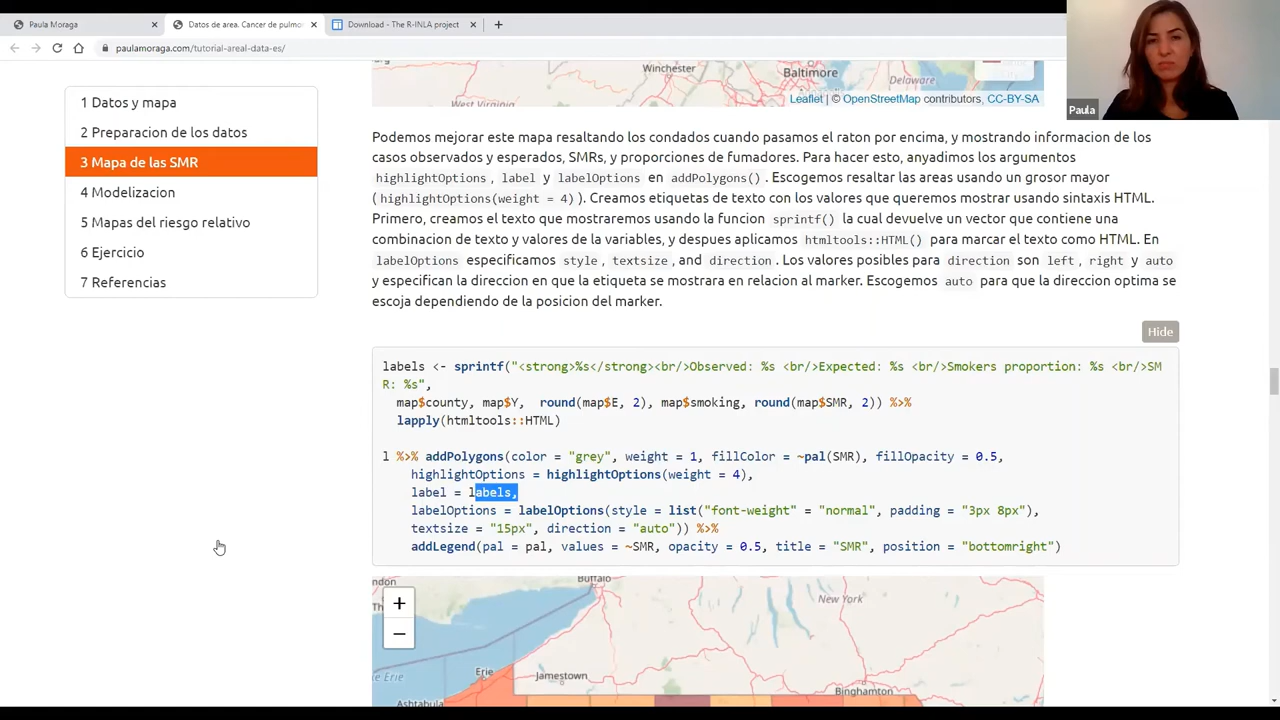 Paula Moraga
Datos de area. Cancer de pulmo
Download - The R-INLA project
paulamoraga.com/tutorial-areal-data-es/
Paula
Winchester
Baltimore
Delaware
West Virginia
Leaflet | © OpenStreetMap contributors, CC-BY-SA
1 Datos y mapa
2 Preparacion de los datos
3 Mapa de las SMR
4 Modelizacion
5 Mapas del riesgo relativo
6 Ejercicio
7 Referencias
Podemos mejorar este mapa resaltando los condados cuando pasamos el raton por encima, y mostrando informacion de los
casos observados y esperados, SMRs, y proporciones de fumadores. Para hacer esto, anyadimos los argumentos
highlightOptions , label y labelOptions en addPolygons() . Escogemos resaltar las areas usando un grosor mayor
( highlightOptions(weight = 4) ). Creamos etiquetas de texto con los valores que queremos mostrar usando sintaxis HTML.
Primero, creamos el texto que mostraremos usando la funcion sprintf() la cual devuelve un vector que contiene una
combinacion de texto y valores de la variables, y despues aplicamos htmltools::HTML() para marcar el texto como HTML. En
labelOptions especificamos style , textsize , and direction . Los valores posibles para direction son left , right y auto
y especifican la direccion en que la etiqueta se mostrara en relacion al marker. Escogemos auto para que la direccion optima se
escoja dependiendo de la posicion del marker.
Hide
labels <- sprintf("<strong>%s</strong><br/>Observed: %s <br/>Expected: %s <br/>Smokers proportion: %s <br/>SM
R: %s",
map$county, map$Y, round(map$E, 2), map$smoking, round(map$SMR, 2)) %>%
lapply(htmltools::HTML)
l %>% addPolygons(color = "grey", weight = 1, fillColor = ~pal(SMR), fillOpacity = 0.5,
highlightOptions = highlightOptions(weight = 4),
label = labels,
labelOptions = labelOptions(style = list("font-weight" = "normal", padding = "3px 8px"),
textsize = "15px", direction = "auto")) %>%
addLegend(pal = pal, values = ~SMR, opacity = 0.5, title = "SMR", position = "bottomright")
+
−
Buffalo
New York
Erie
Jamestown
Binghamton
Ashtabula